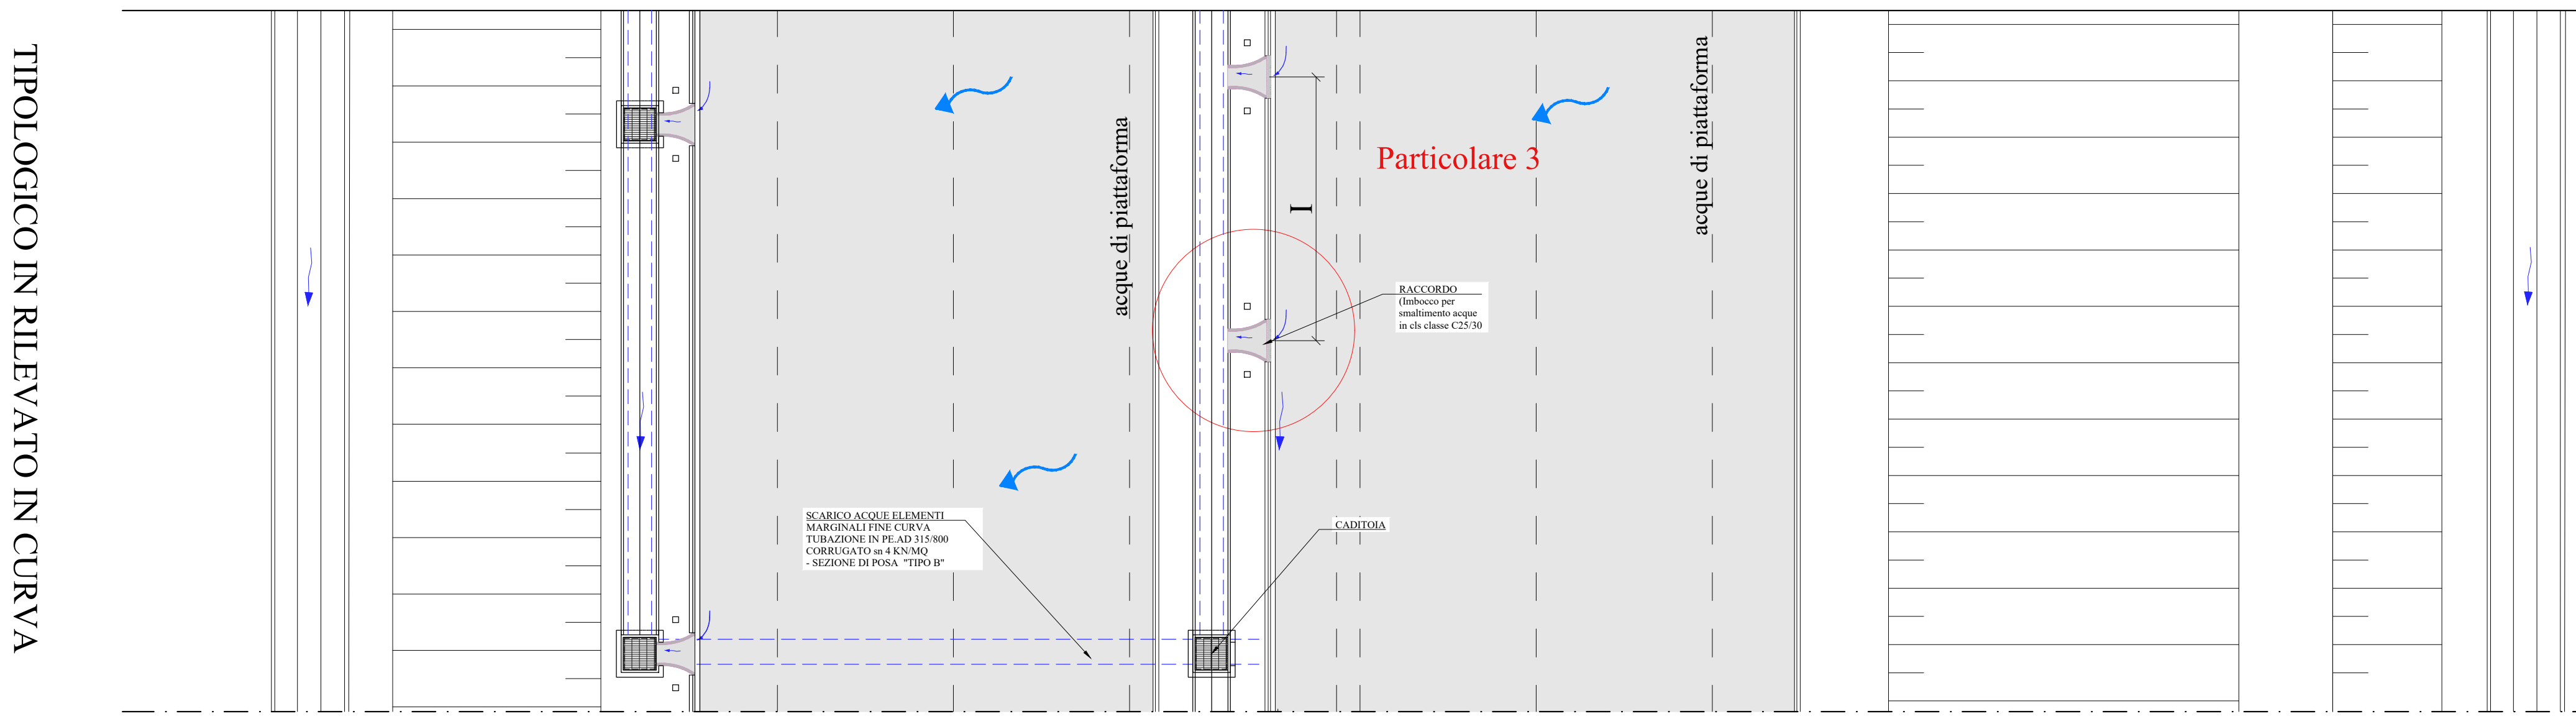 TIPOLOGICO IN RILEVATO IN CURVA
acque di piattaforma
acque di piattaforma
Particolare 3
I
RACCORDO
(Imbocco per
smaltimento acque
in cls classe C25/30
SCARICO ACQUE ELEMENTI
MARGINALI FINE CURVA
TUBAZIONE IN PE.AD 315/800
CORRUGATO sn 4 KN/MQ
- SEZIONE DI POSA "TIPO B"
CADITOIA